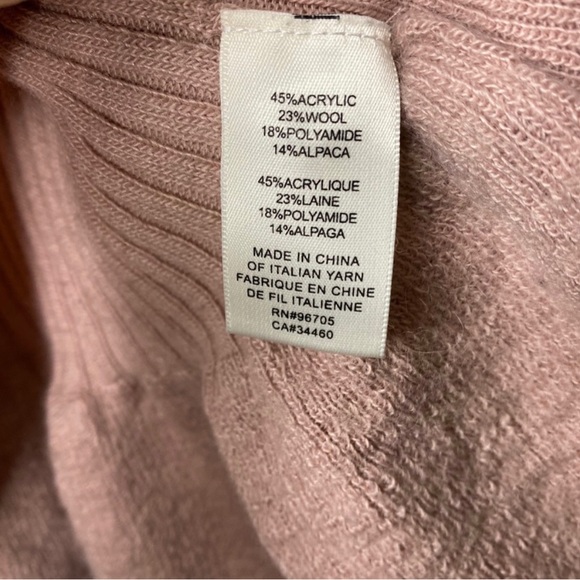 45%ACRYLIC
23%WOOL
18%POLYAMIDE
14%ALPACA
45%ACRYLIQUE
23%LAINE
18%POLYAMIDE
14%ALPAGA
MADE IN CHINA
OF ITALIAN YARN
FABRIQUE EN CHINE
DE FIL ITALIENNE
RN#96705
CA#34460